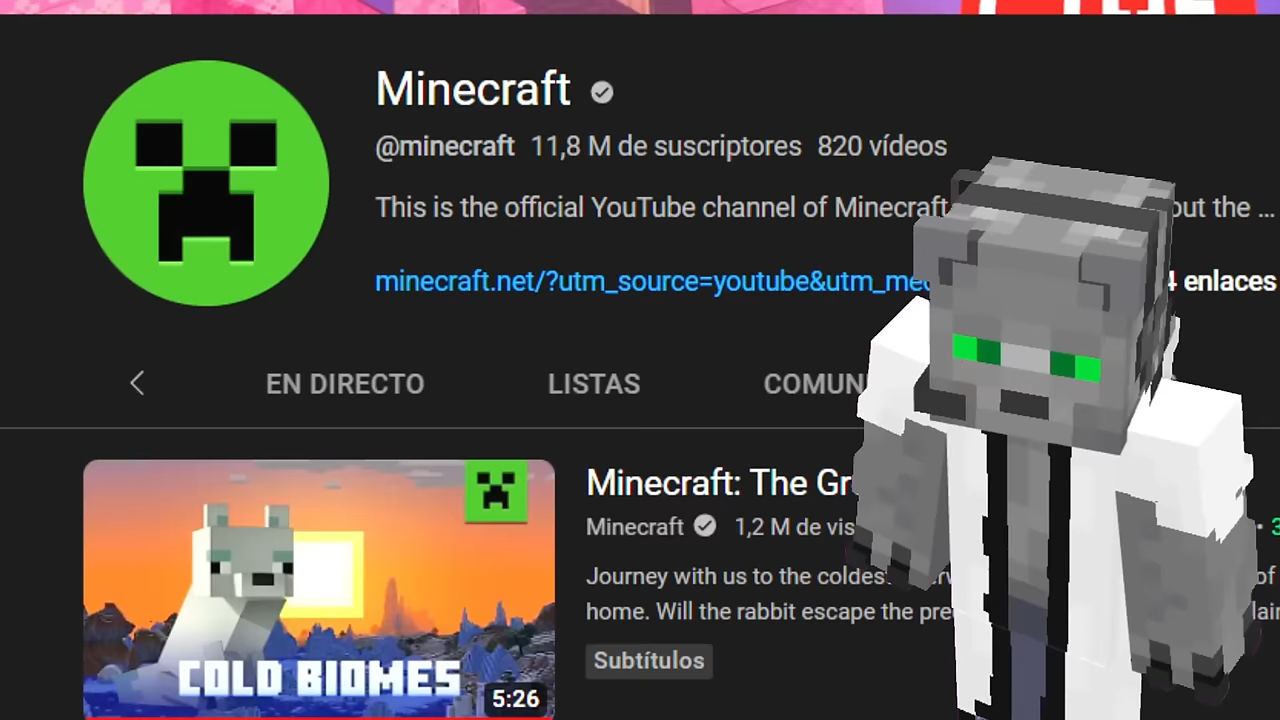 Minecraft
@minecraft 11,8 M de suscriptores 820 vídeos
This is the official YouTube channel of Minecraft out the ...
minecraft.net/?utm_source=youtube&utm_me 4 enlaces
EN DIRECTO LISTAS COMUN
Minecraft: The Gr
Minecraft 1,2 M de vis
Journey with us to the coldes of
home. Will the rabbit escape the pre lair
Subtítulos
COLD BIOMES
5:26